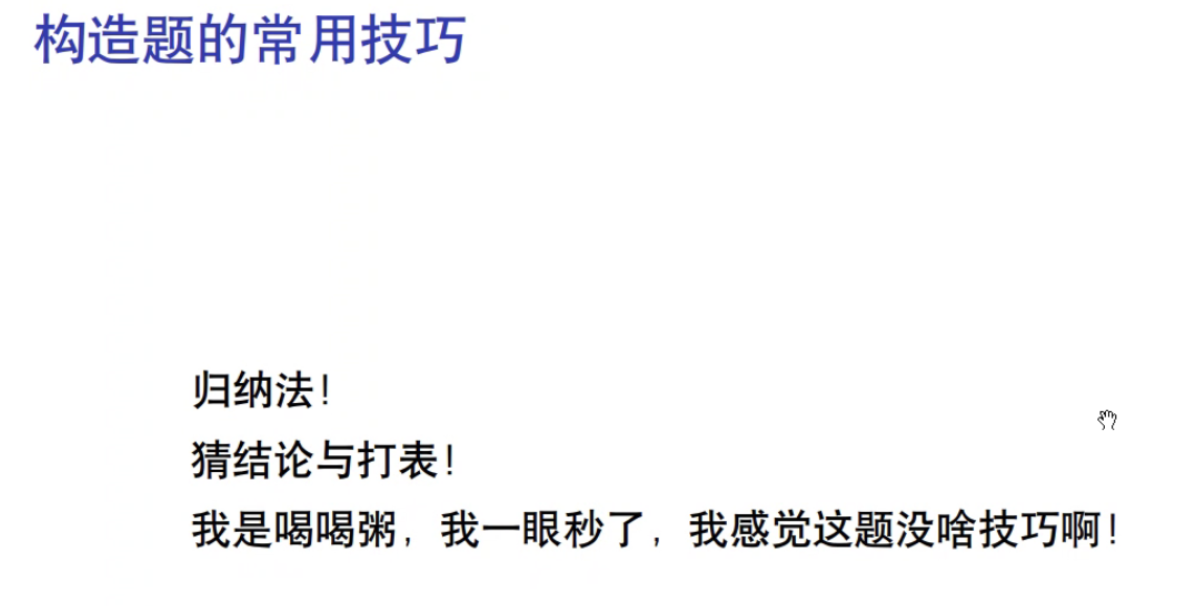 构造题的常用技巧
归纳法！
猜结论与打表！
我是喝喝粥，我一眼秒了，我感觉这题没啥技巧啊！